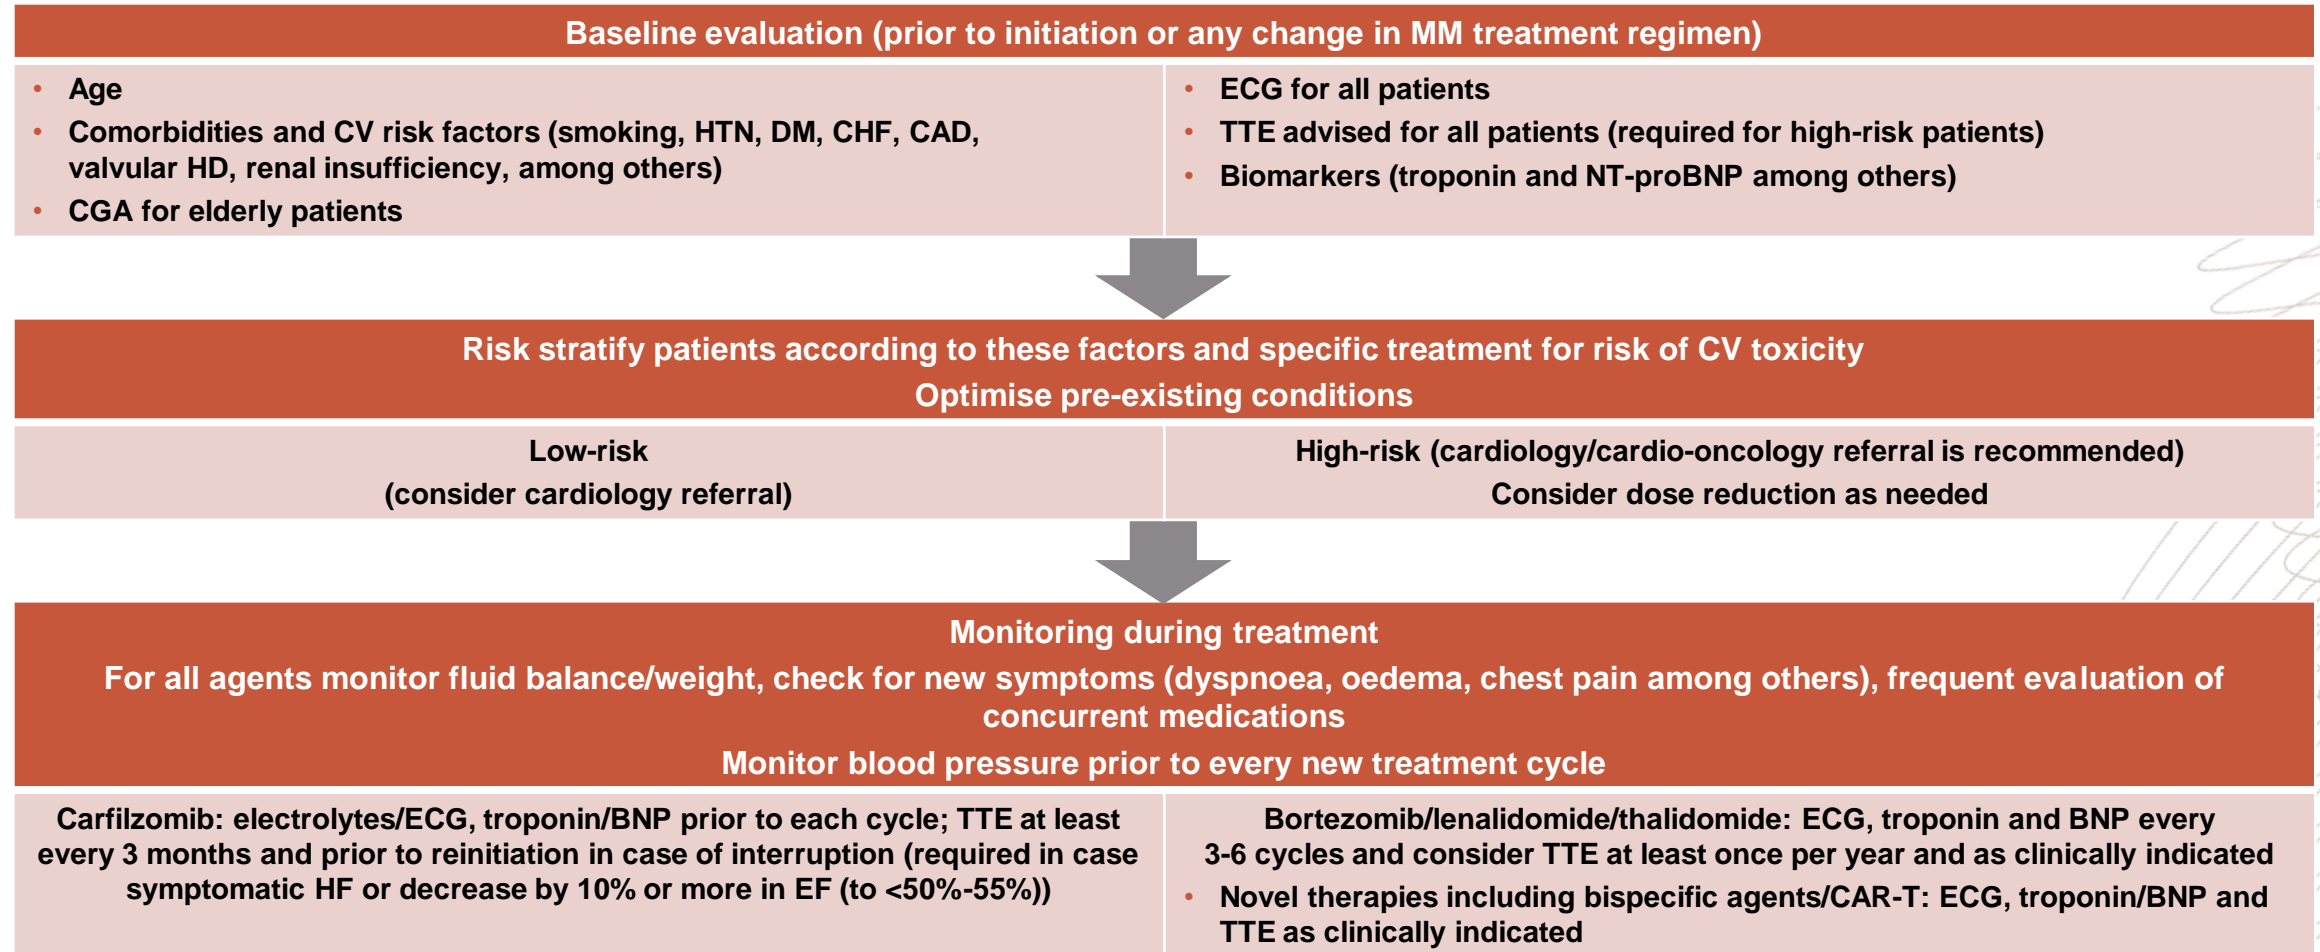 Baseline evaluation (prior to initiation or any change in MM treatment regimen)
• Age
• Comorbidities and CV risk factors (smoking, HTN, DM, CHF, CAD,
valvular HD, renal insufficiency, among others)
• CGA for elderly patients
• ECG for all patients
• TTE advised for all patients (required for high-risk patients)
• Biomarkers (troponin and NT-proBNP among others)
Risk stratify patients according to these factors and specific treatment for risk of CV toxicity
Optimise pre-existing conditions
Low-risk
(consider cardiology referral)
High-risk (cardiology/cardio-oncology referral is recommended)
Consider dose reduction as needed
Monitoring during treatment
For all agents monitor fluid balance/weight, check for new symptoms (dyspnoea, oedema, chest pain among others), frequent evaluation of
concurrent medications
Monitor blood pressure prior to every new treatment cycle
Carfilzomib: electrolytes/ECG, troponin/BNP prior to each cycle; TTE at least
every 3 months and prior to reinitiation in case of interruption (required in case
symptomatic HF or decrease by 10% or more in EF (to <50%-55%))
Bortezomib/lenalidomide/thalidomide: ECG, troponin and BNP every
3-6 cycles and consider TTE at least once per year and as clinically indicated
• Novel therapies including bispecific agents/CAR-T: ECG, troponin/BNP and
TTE as clinically indicated